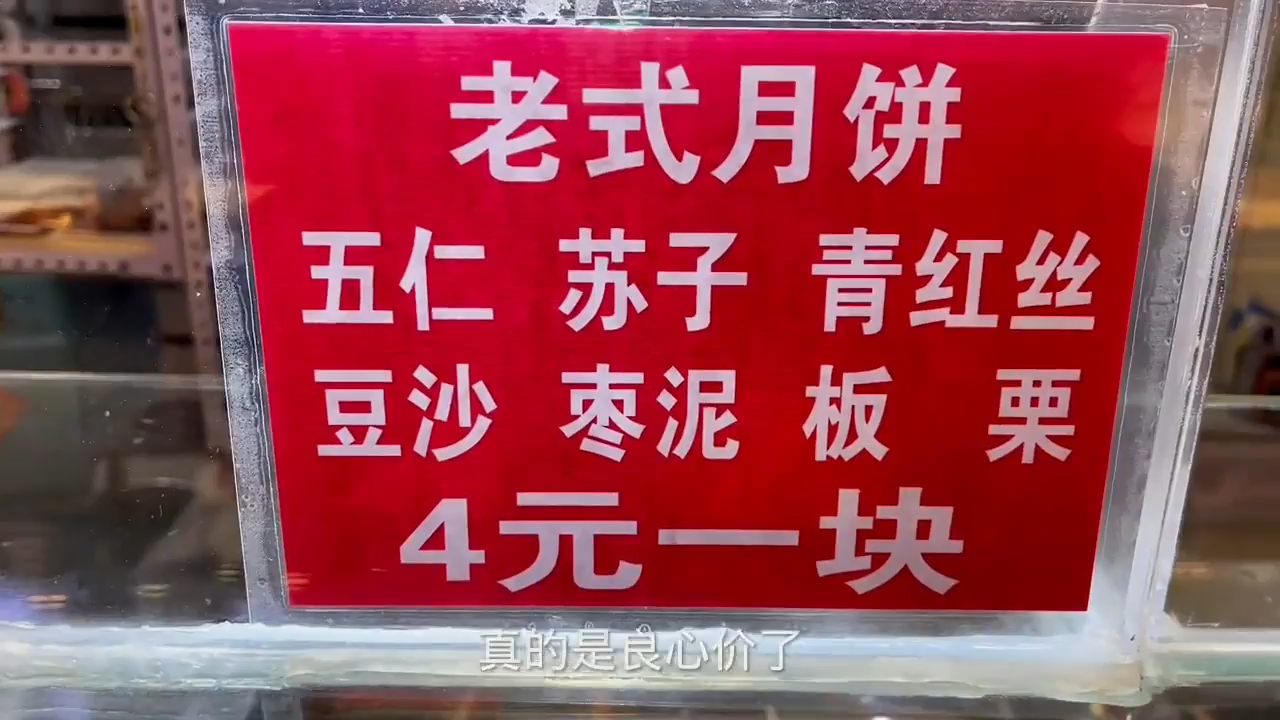 老式月饼
五仁 苏子 青红丝
豆沙 枣泥 板 栗
4元一块
真的是良心价了